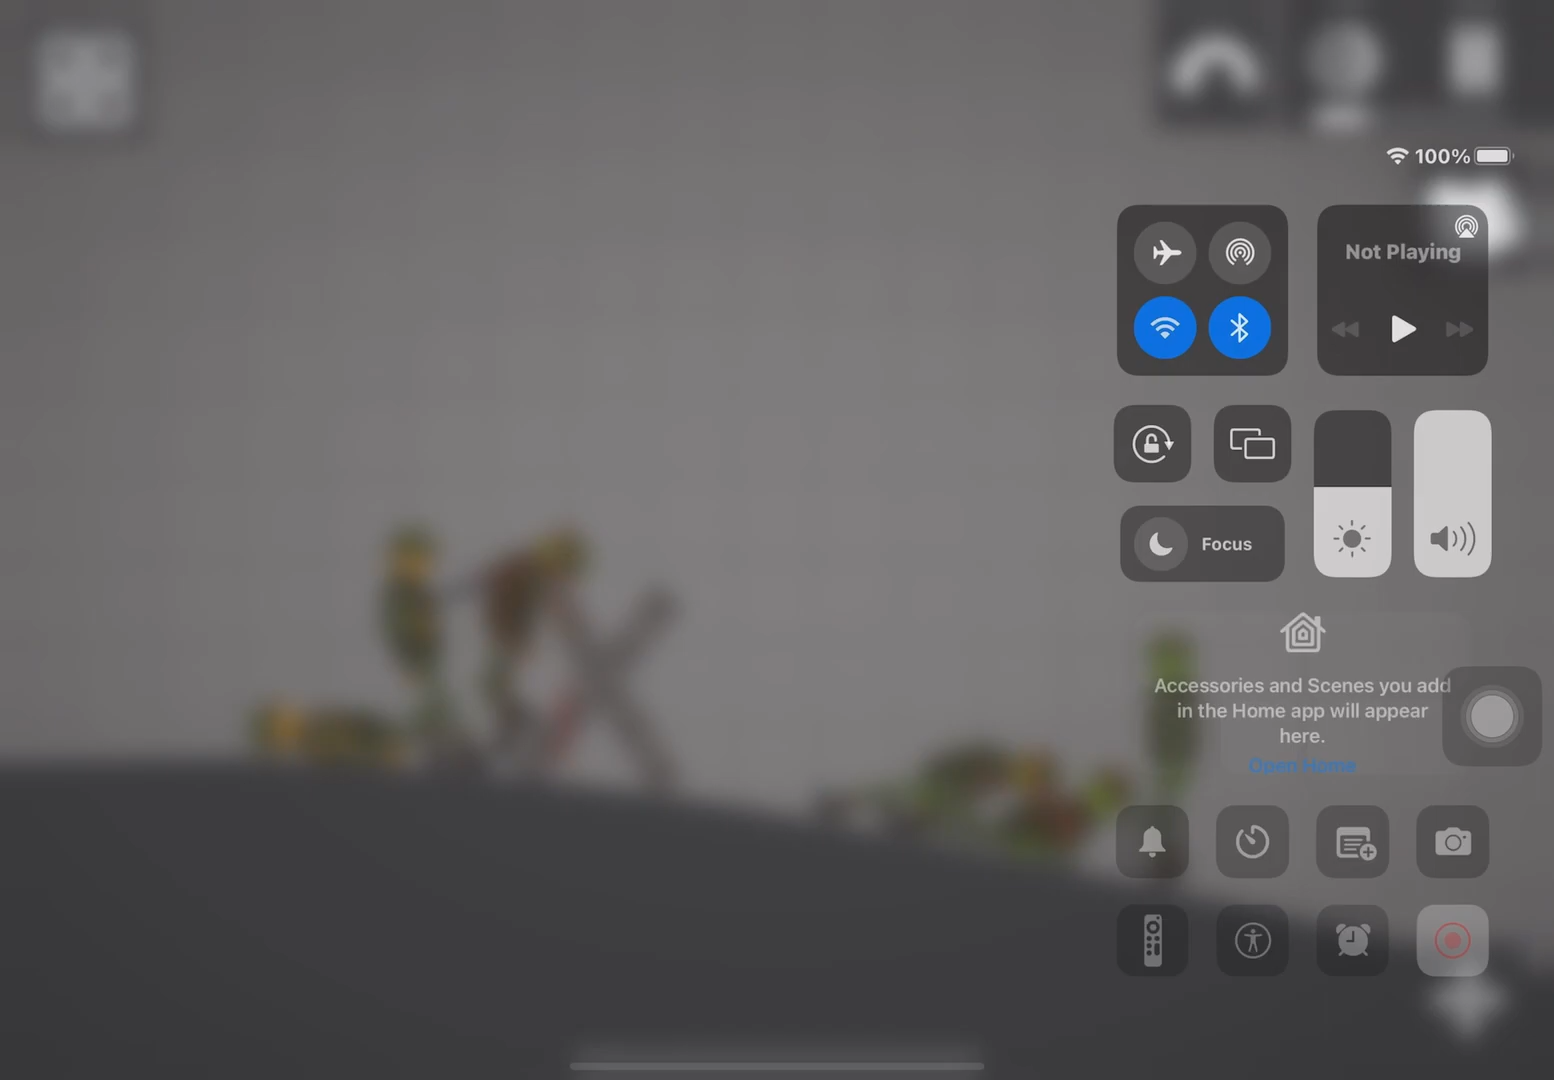 100%
Not Playing
Focus
Accessories and Scenes you add
in the Home app will appear
here.
Open Home